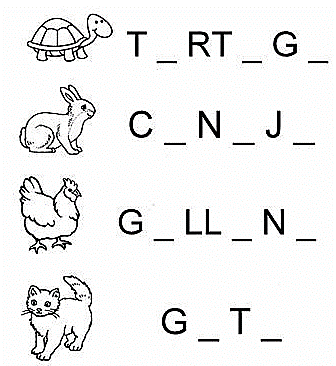 T _ RT _ G _
C _ N _ J _
G _ LL _ N _
G _ T _